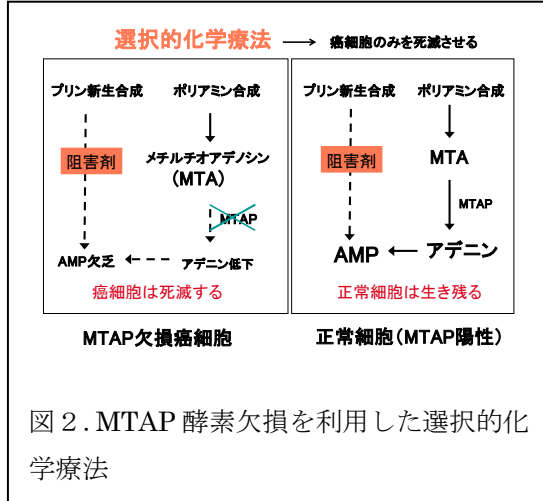 選択的化学療法 → 癌細胞のみを死滅させる
プリン新生合成 ポリアミン合成
阻害剤
メチルチオアデノシン
(MTA)
MTAP
AMP欠乏 アデニン低下
癌細胞は死滅する
MTAP欠損癌細胞
プリン新生合成 ポリアミン合成
阻害剤
MTA
MTAP
AMP ← アデニン
正常細胞は生き残る
正常細胞(MTAP陽性)
図2.MTAP酵素欠損を利用した選択的化
学療法